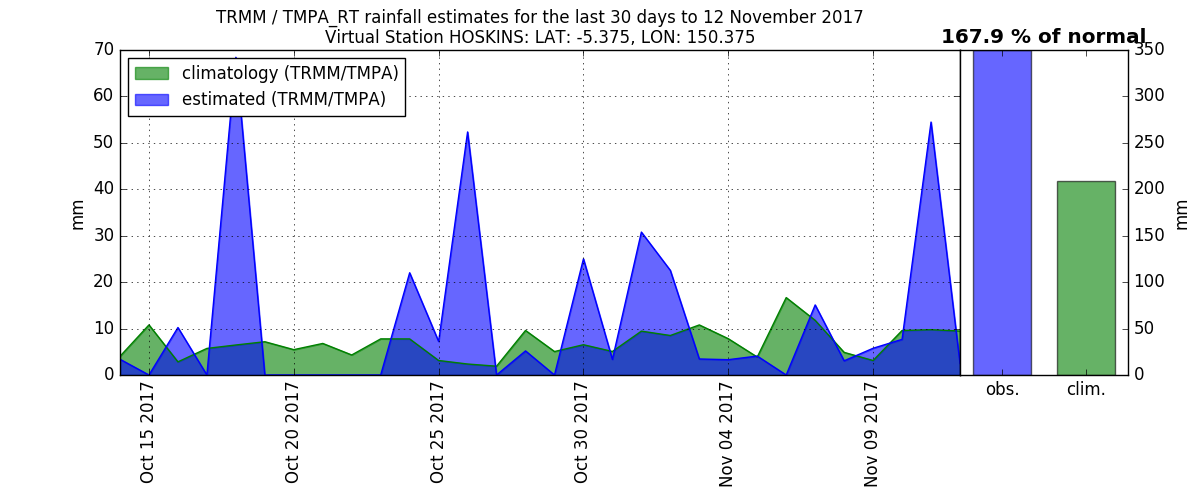 TRMM / TMPA_RT rainfall estimates for the last 30 days to 12 November 2017
Virtual Station HOSKINS: LAT: -5.375, LON: 150.375
167.9 % of normal
climatology (TRMM/TMPA)
estimated (TRMM/TMPA)
70
60
50
40
30
20
10
0
mm
350
300
250
200
150
100
50
0
mm
Oct 15 2017
Oct 20 2017
Oct 25 2017
Oct 30 2017
Nov 04 2017
Nov 09 2017
obs.
clim.